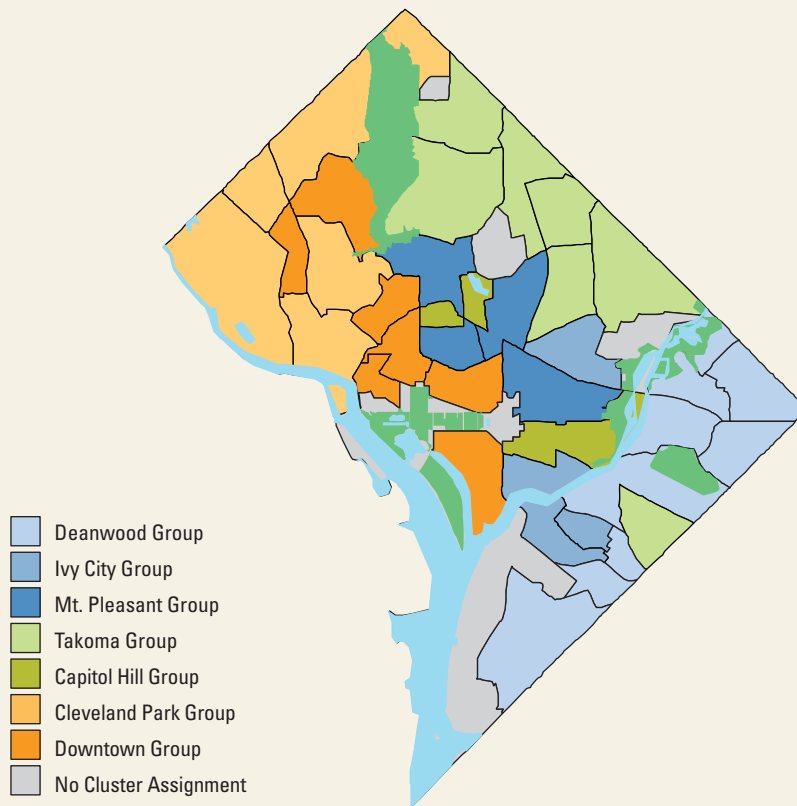 Deanwood Group
Ivy City Group
Mt. Pleasant Group
Takoma Group
Capitol Hill Group
Cleveland Park Group
Downtown Group
No Cluster Assignment